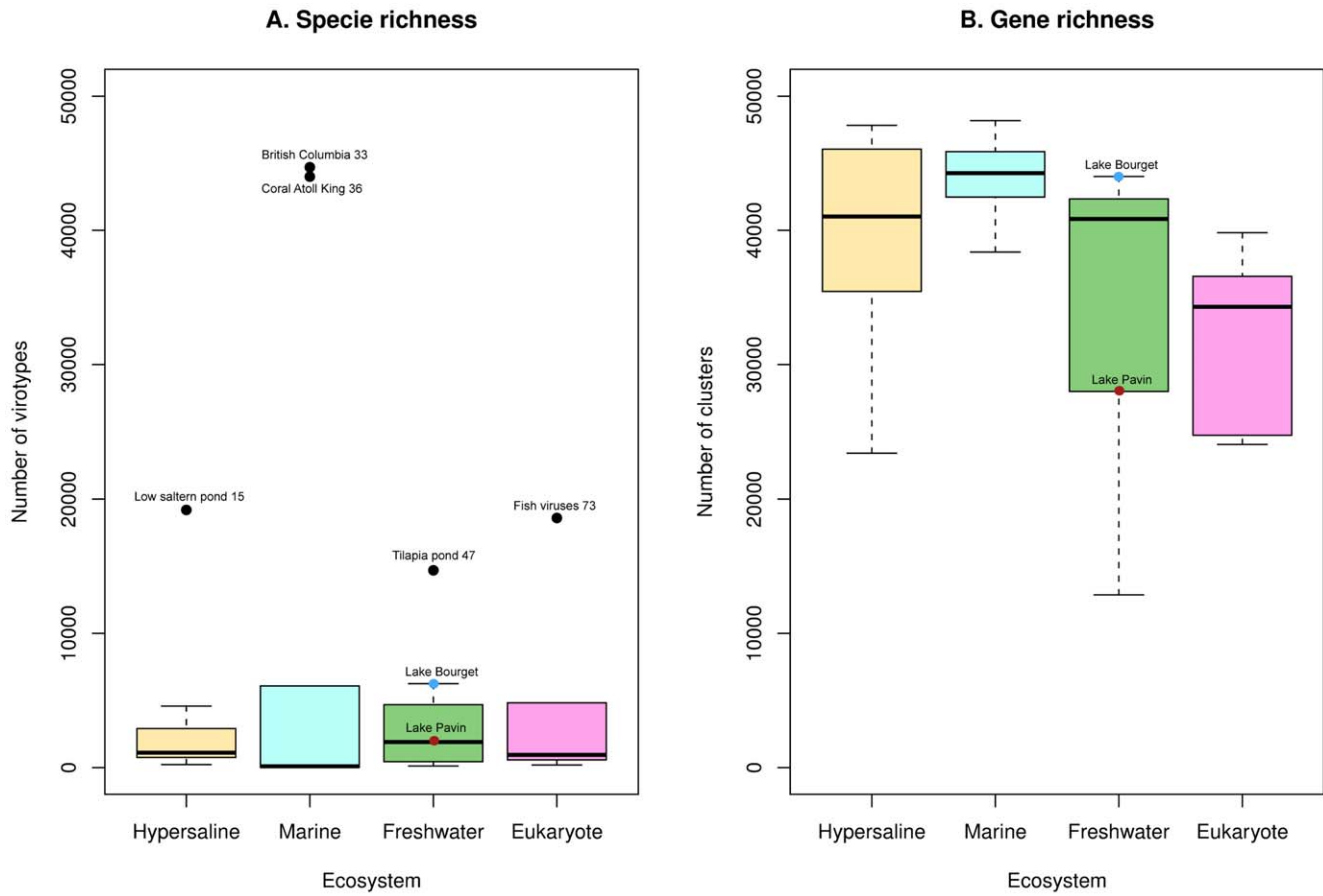 A. Specie richness
Number of virotypes
50000
40000
30000
20000
10000
0
British Columbia 33
Coral Atoll King 36
Low saltern pond 15
Fish viruses 73
Tilapia pond 47
Lake Bourget
Lake Pavin
Hypersaline Marine Freshwater Eukaryote
Ecosystem
B. Gene richness
Number of clusters
50000
40000
30000
20000
10000
0
Lake Bourget
Lake Pavin
Hypersaline Marine Freshwater Eukaryote
Ecosystem